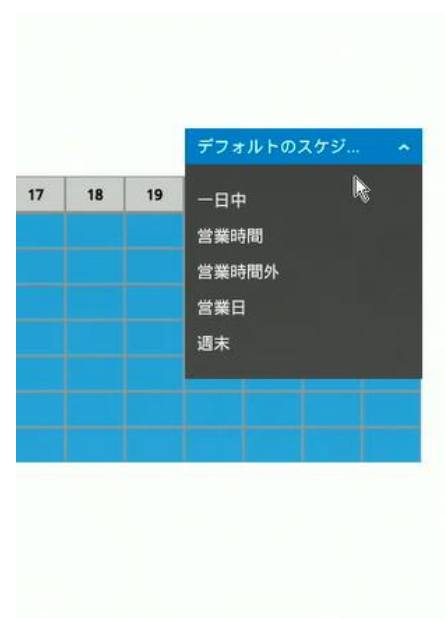 デフォルトのスケジ...
17 18 19
一日中
営業時間
営業時間外
営業日
週末